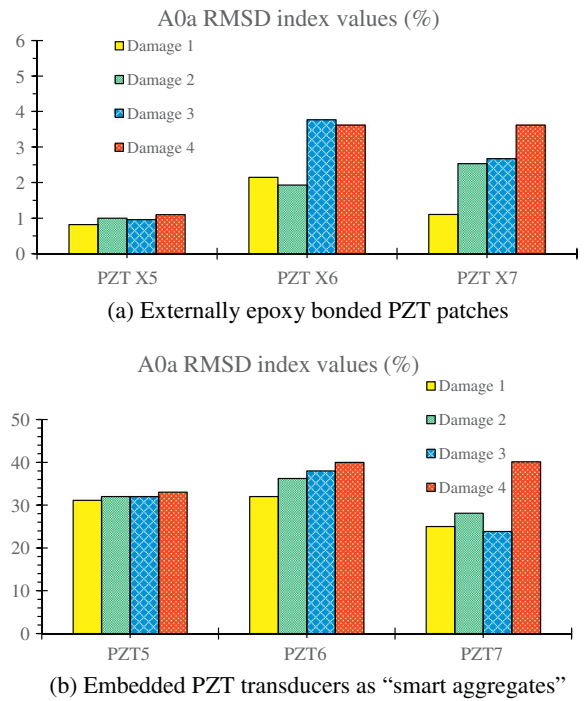 A0a RMSD index values (%)
6
5
4
3
2
1
0
Damage 1
Damage 2
Damage 3
Damage 4
PZT X5 PZT X6 PZT X7
(a) Externally epoxy bonded PZT patches
A0a RMSD index values (%)
50
40
30
20
10
0
Damage 1
Damage 2
Damage 3
Damage 4
PZT5 PZT6 PZT7
(b) Embedded PZT transducers as “smart aggregates”